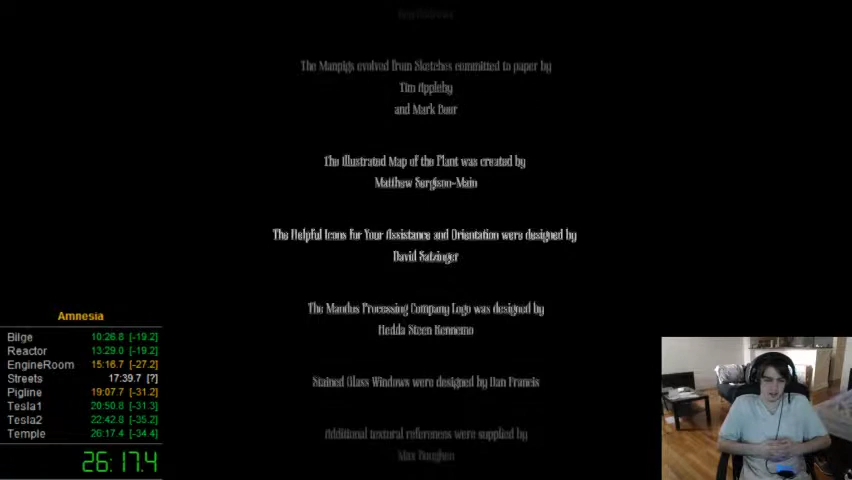 The Manpigs evolved from Sketches committed to paper by
Tim Appleby
and Mark Beer
The Illustrated Map of the Plant was created by
Matthew Sergison-Main
The Helpful Icons for Your Assistance and Orientation were designed by
David Satzinger
The Mandus Processing Company Logo was designed by
Hedda Steen Rennemo
Stained Glass Windows were designed by Dan Francis
Additional textural references were supplied by
Max
Amnesia
Bilge 10:26.8 [-19.2]
Reactor 13:29.0 [-19.2]
EngineRoom 15:16.7 [-27.2]
Streets 17:39.7 [?]
Pigline 19:07.7 [-31.2]
Tesla1 20:50.8 [-31.3]
Tesla2 22:42.8 [-35.2]
Temple 26:17.4 [-34.4]
26:17.4